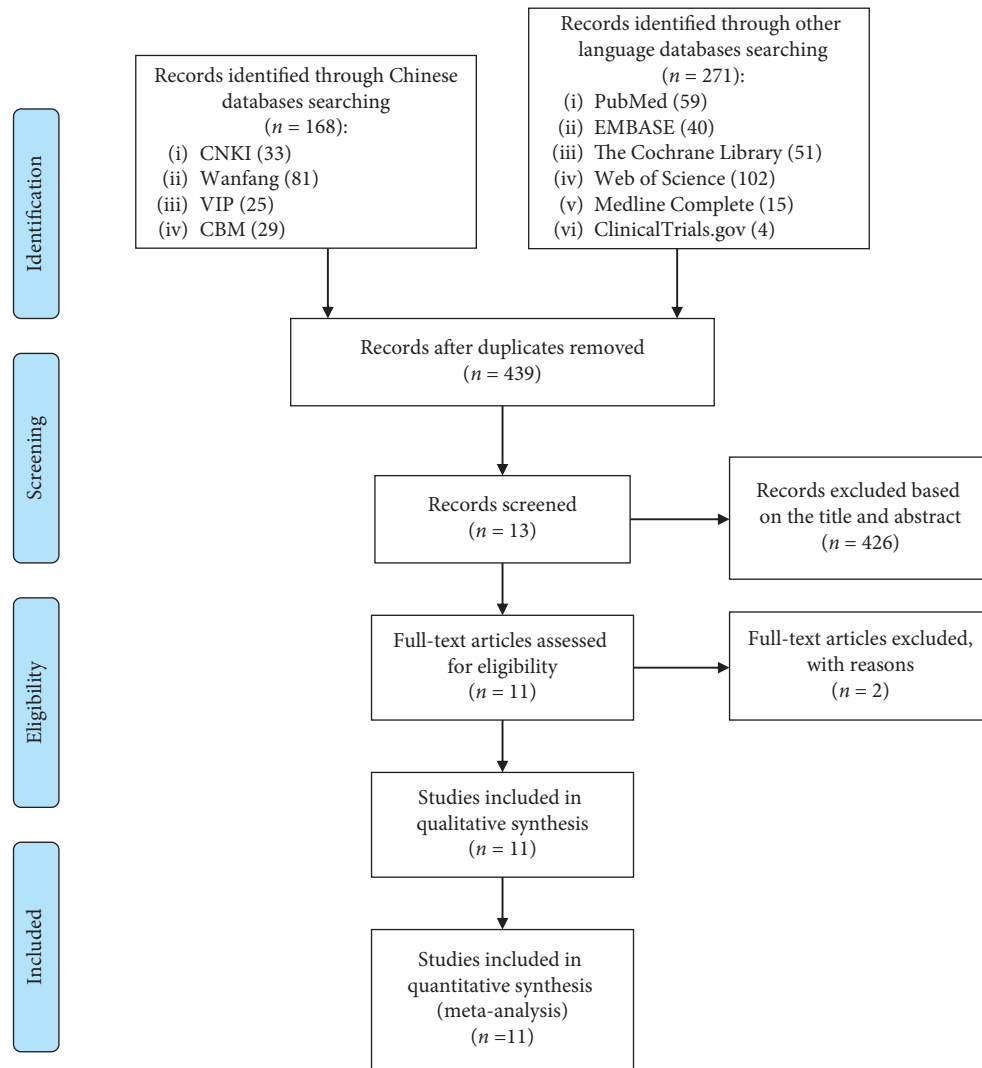 Identification
Records identified through Chinese
databases searching
(n = 168):
(i) CNKI (33)
(ii) Wanfang (81)
(iii) VIP (25)
(iv) CBM (29)
Records identified through other
language databases searching
(n = 271):
(i) PubMed (59)
(ii) EMBASE (40)
(iii) The Cochrane Library (51)
(iv) Web of Science (102)
(v) Medline Complete (15)
(vi) ClinicalTrials.gov (4)
Screening
Records after duplicates removed
(n = 439)
Records screened
(n = 13)
Records excluded based
on the title and abstract
(n = 426)
Eligibility
Full-text articles assessed
for eligibility
(n = 11)
Full-text articles excluded,
with reasons
(n = 2)
Studies included in
qualitative synthesis
(n = 11)
Included
Studies included in
quantitative synthesis
(meta-analysis)
(n =11)